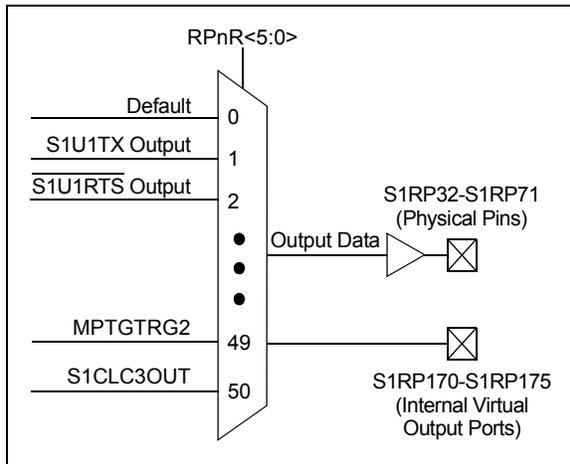 RPnR<5:0>
Default
0
S1U1TX Output
1
S1U1RTS Output
2
S1RP32-S1RP71
(Physical Pins)
Output Data
MPTGTRG2
49
S1CLC3OUT
50
S1RP170-S1RP175
(Internal Virtual
Output Ports)